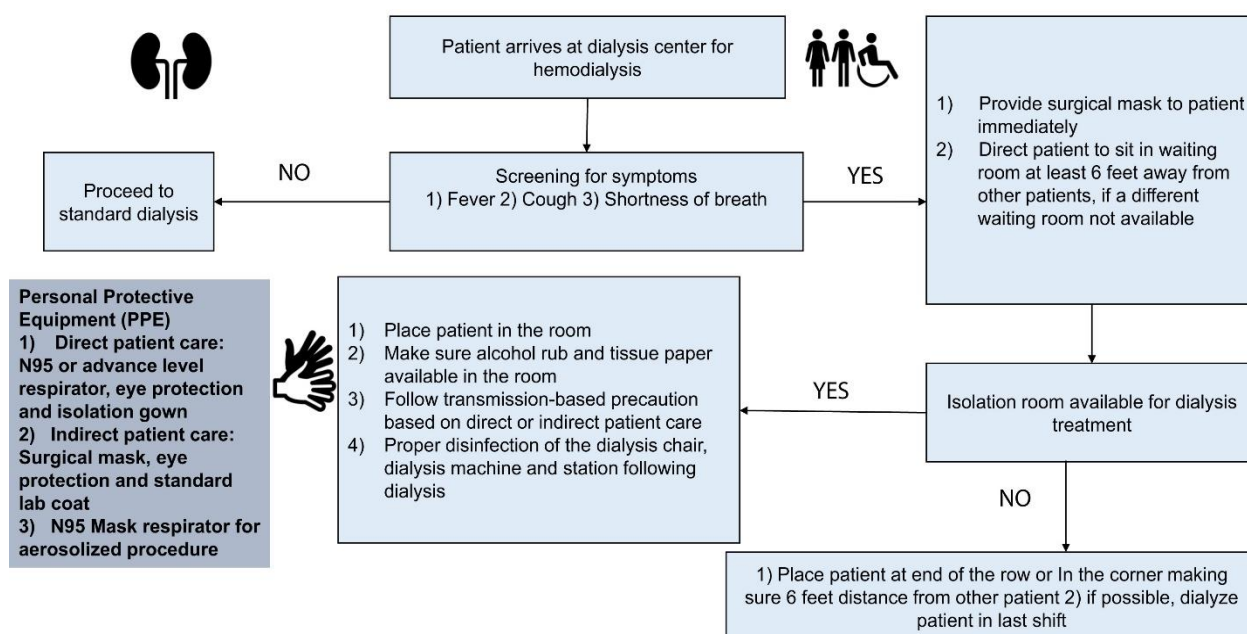 Patient arrives at dialysis center for
hemodialysis
NO
Proceed to
standard dialysis
Screening for symptoms
1) Fever 2) Cough 3) Shortness of breath
YES
1) Provide surgical mask to patient
immediately
2) Direct patient to sit in waiting
room at least 6 feet away from
other patients, if a different
waiting room not available
Personal Protective
Equipment (PPE)
1) Direct patient care:
N95 or advance level
respirator, eye protection
and isolation gown
2) Indirect patient care:
Surgical mask, eye
protection and standard
lab coat
3) N95 Mask respirator for
aerosolized procedure
1) Place patient in the room
2) Make sure alcohol rub and tissue paper
available in the room
3) Follow transmission-based precaution
based on direct or indirect patient care
4) Proper disinfection of the dialysis chair,
dialysis machine and station following
dialysis
YES
Isolation room available for dialysis
treatment
NO
1) Place patient at end of the row or In the corner making
sure 6 feet distance from other patient 2) if possible, dialyze
patient in last shift